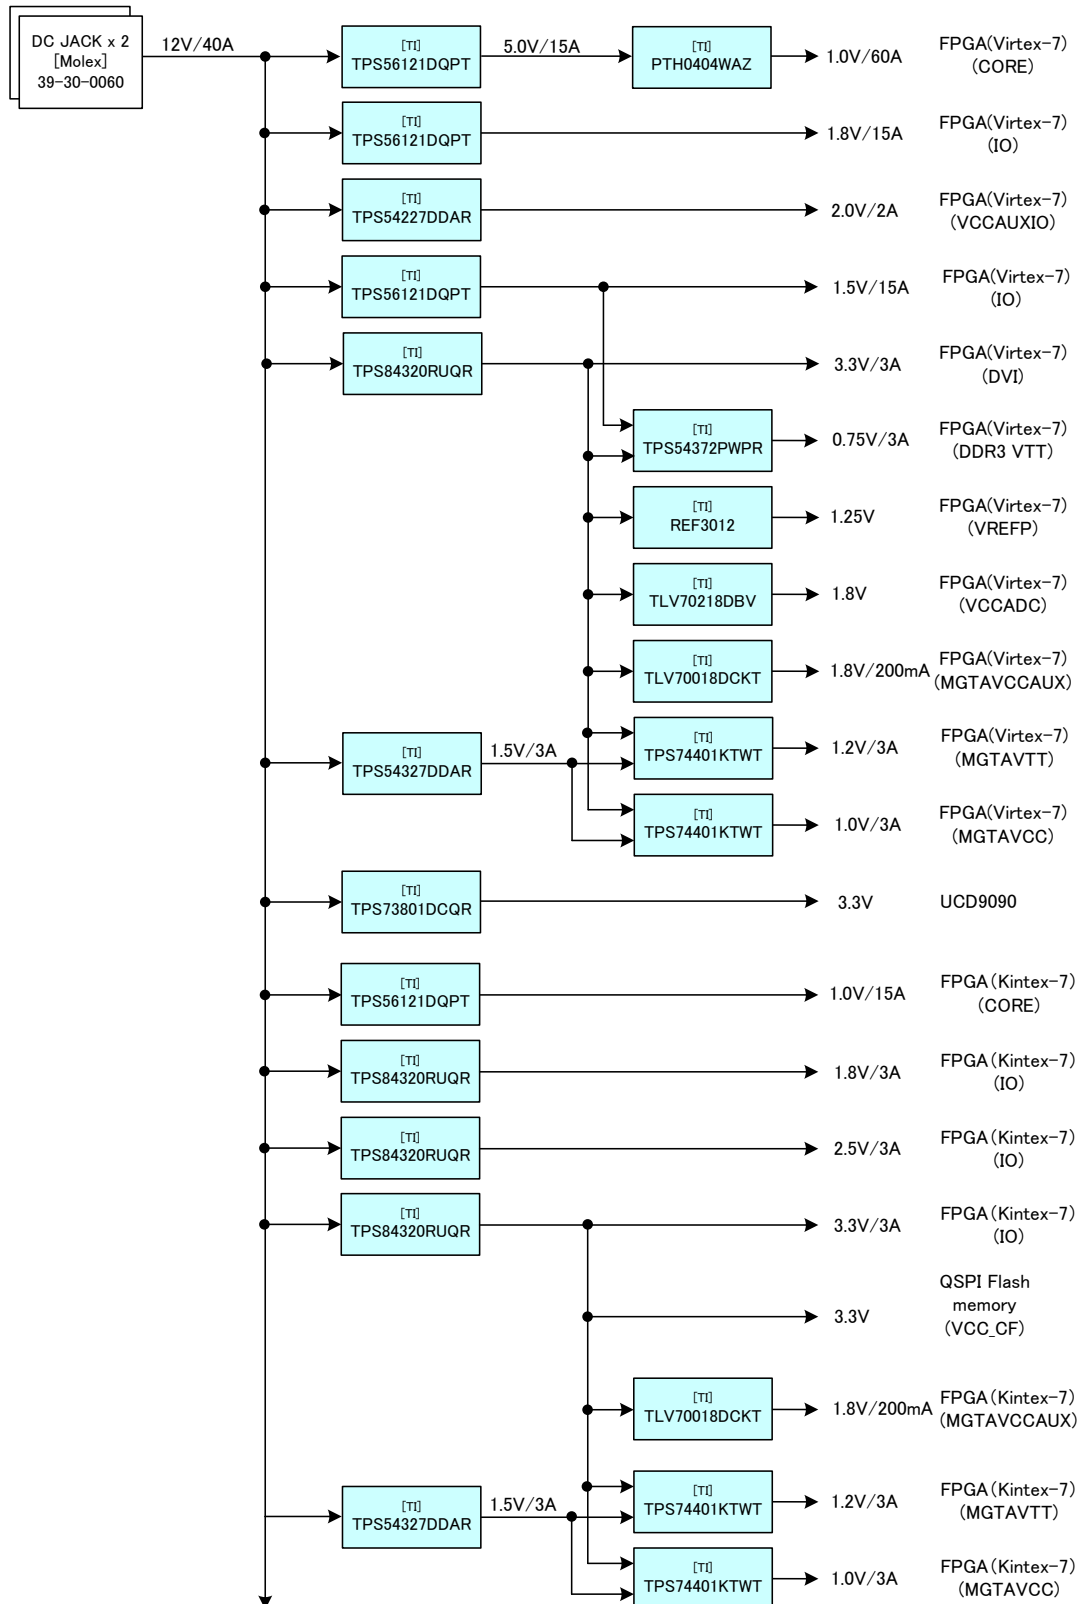 DC JACK x 2
[Molex]
39-30-0060
12V/40A
[TI]
TPS56121DQPT
5.0V/15A
[TI]
PTH0404WAZ
1.0V/60A
FPGA(Virtex-7)
(CORE)
[TI]
TPS56121DQPT
1.8V/15A
FPGA(Virtex-7)
(IO)
[TI]
TPS54227DDAR
2.0V/2A
FPGA(Virtex-7)
(VCCAUXIO)
[TI]
TPS56121DQPT
1.5V/15A
FPGA(Virtex-7)
(IO)
[TI]
TPS84320RUQR
3.3V/3A
FPGA(Virtex-7)
(DVI)
[TI]
TPS54372PWPR
0.75V/3A
FPGA(Virtex-7)
(DDR3 VTT)
[TI]
REF3012
1.25V
FPGA(Virtex-7)
(VREFP)
[TI]
TLV70218DBV
1.8V
FPGA(Virtex-7)
(VCCADC)
[TI]
TLV70018DCKT
1.8V/200mA
FPGA(Virtex-7)
(MGTAVCCAUX)
[TI]
TPS54327DDAR
1.5V/3A
[TI]
TPS74401KTWT
1.2V/3A
FPGA(Virtex-7)
(MGTAVTT)
[TI]
TPS74401KTWT
1.0V/3A
FPGA(Virtex-7)
(MGTAVCC)
[TI]
TPS73801DCQR
3.3V
UCD9090
[TI]
TPS56121DQPT
1.0V/15A
FPGA(Kintex-7)
(CORE)
[TI]
TPS84320RUQR
1.8V/3A
FPGA(Kintex-7)
(IO)
[TI]
TPS84320RUQR
2.5V/3A
FPGA(Kintex-7)
(IO)
[TI]
TPS84320RUQR
3.3V/3A
FPGA(Kintex-7)
(IO)
3.3V
QSPI Flash
memory
(VCC_CF)
[TI]
TLV70018DCKT
1.8V/200mA
FPGA(Kintex-7)
(MGTAVCCAUX)
[TI]
TPS54327DDAR
1.5V/3A
[TI]
TPS74401KTWT
1.2V/3A
FPGA(Kintex-7)
(MGTAVTT)
[TI]
TPS74401KTWT
1.0V/3A
FPGA(Kintex-7)
(MGTAVCC)